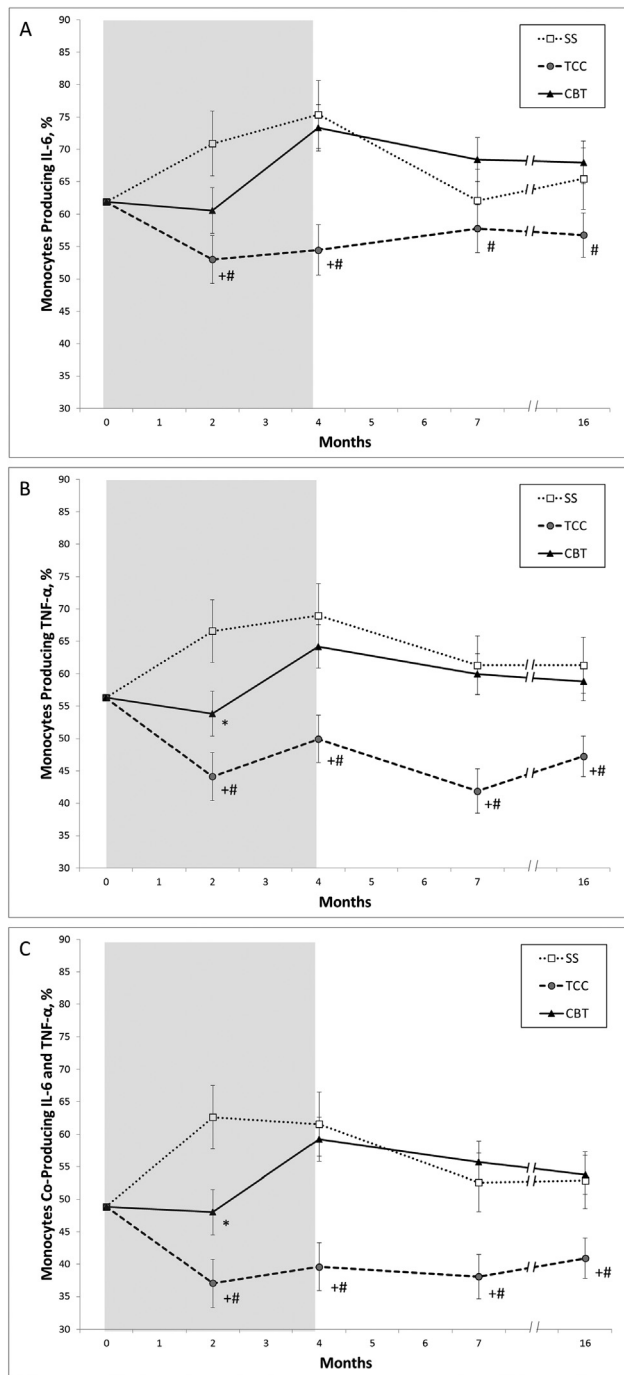 A
SS
TCC
CBT
Monocytes Producing IL-6, %
90
85
80
75
70
65
60
55
50
45
40
35
30
+#
+#
#
#
0 1 2 3 4 5 6 7 16
Months
B
SS
TCC
CBT
Monocytes Producing TNF-α, %
90
85
80
75
70
65
60
55
50
45
40
35
30
*
+#
+#
+#
+#
0 1 2 3 4 5 6 7 16
Months
C
SS
TCC
CBT
Monocytes Co-Producing IL-6 and TNF-α, %
90
85
80
75
70
65
60
55
50
45
40
35
30
*
+#
+#
+#
+#
0 1 2 3 4 5 6 7 16
Months